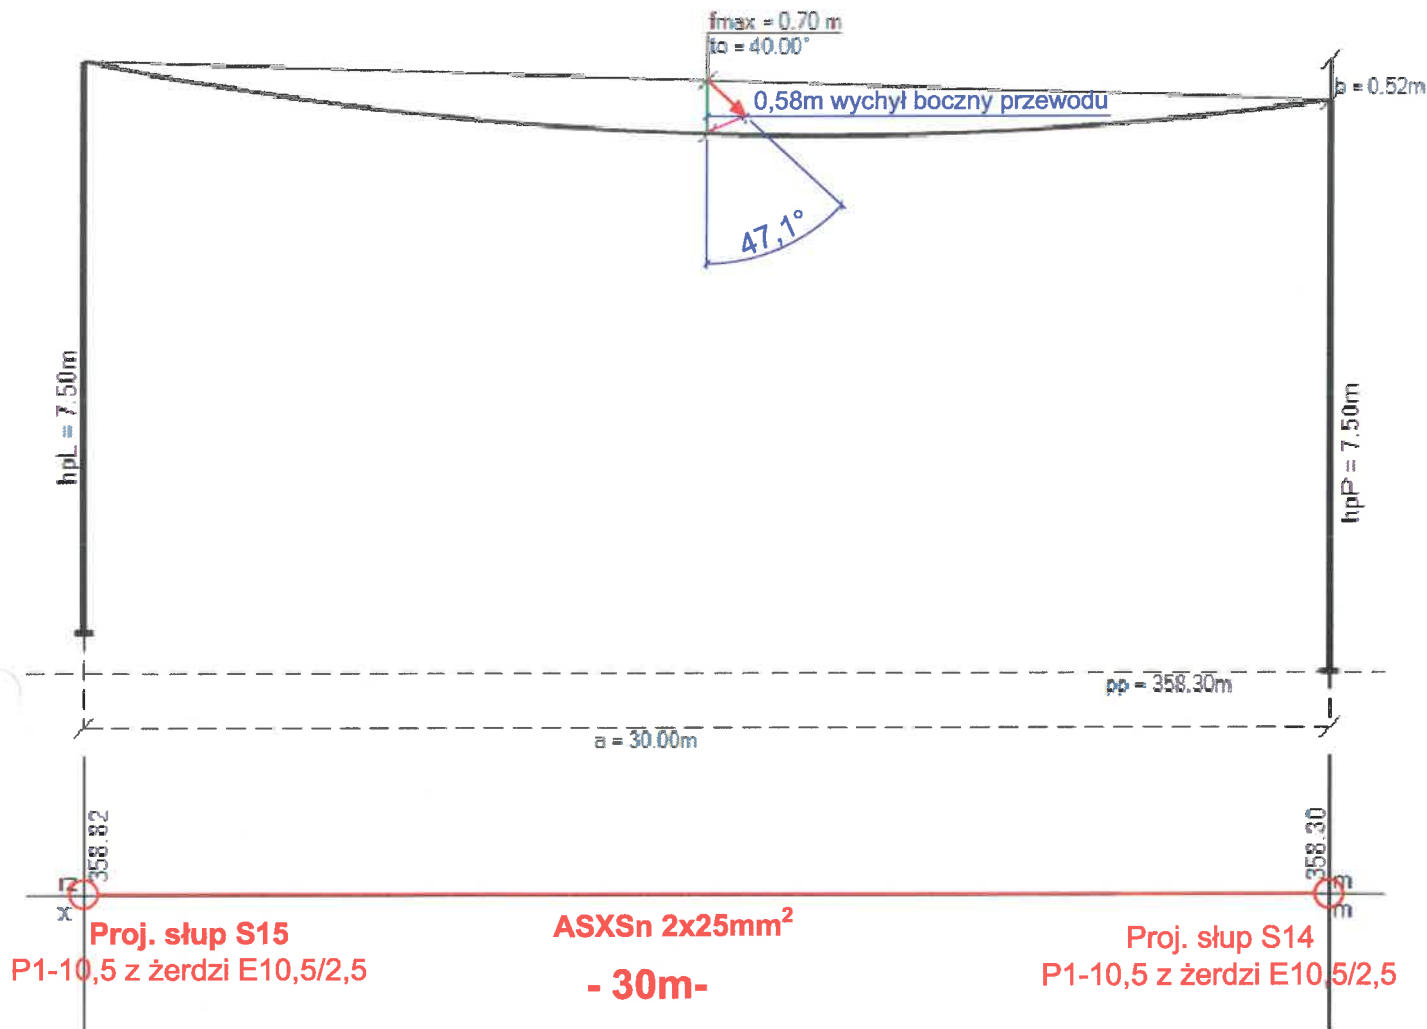 fmax = 0.70 m
to = 40.00°
b = 0.52m
0,58m wychył boczny przewodu
47,1°
hpL = 7.50m
hpP = 7.50m
pp = 358.30m
a = 30.00m
358.82
358.30
rz
m
x
m
Proj. słup S15
P1-10,5 z żerdzi E10,5/2,5
ASXSn 2x25mm²
- 30m-
Proj. słup S14
P1-10,5 z żerdzi E10,5/2,5